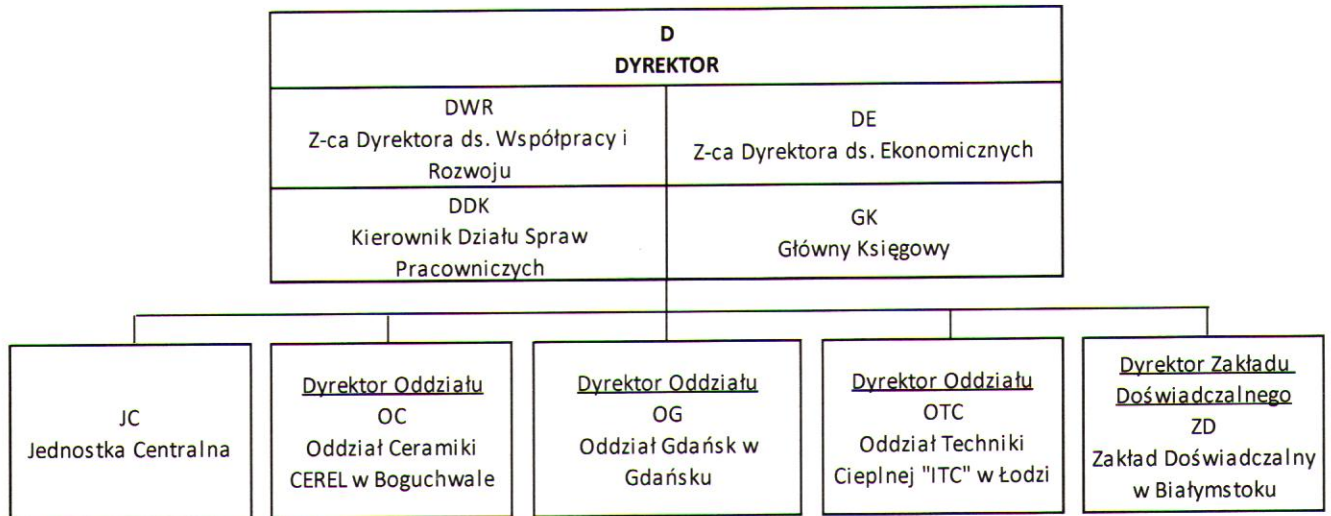 D
DYREKTOR
DWR
Z-ca Dyrektora ds. Współpracy i
Rozwoju
DE
Z-ca Dyrektora ds. Ekonomicznych
DDK
Kierownik Działu Spraw
Pracowniczych
GK
Główny Księgowy
JC
Jednostka Centralna
Dyrektor Oddziału
OC
Oddział Ceramiki
CEREL w Boguchwale
Dyrektor Oddziału
OG
Oddział Gdańsk w
Gdańsku
Dyrektor Oddziału
OTC
Oddział Techniki
Cieplnej "ITC" w Łodzi
Dyrektor Zakładu
Doświadczalnego
ZD
Zakład Doświadczalny
w Białymstoku